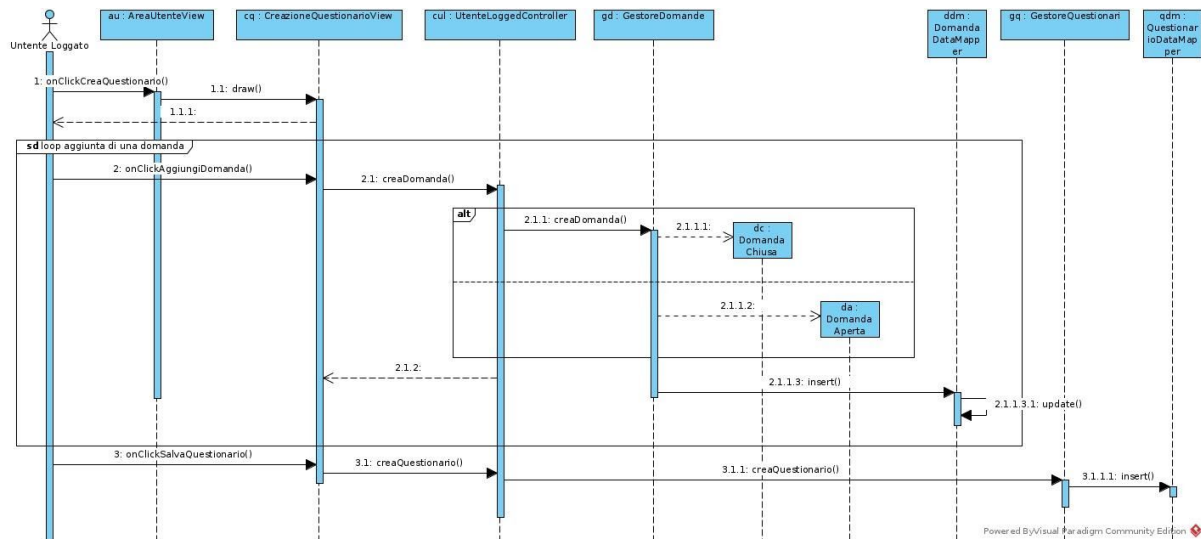 au : AreaUtenteView
cq : CreazioneQuestionarioView
cul : UtenteLoggedController
gd : GestoreDomande
ddm :
Domanda
DataMapp
er
gq : GestoreQuestionari
qdm :
Questionar
ioDataMap
per
Untente Loggato
1: onClickCreaQuestionario()
1.1: draw()
1.1.1:
sd loop aggiunta di una domanda
2: onClickAggiungiDomanda()
2.1: creaDomanda()
alt
2.1.1: creaDomanda()
2.1.1.1:
dc :
Domanda
Chiusa
2.1.1.2:
da :
Domanda
Aperta
2.1.2:
2.1.1.3: insert()
2.1.1.3.1: update()
3: onClickSalvaQuestionario()
3.1: creaQuestionario()
3.1.1: creaQuestionario()
3.1.1.1: insert()
Powered ByVisual Paradigm Community Edition